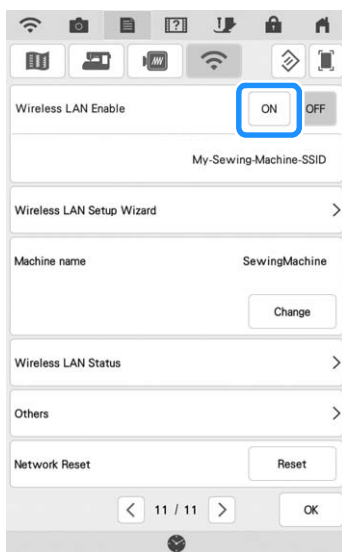 Wireless LAN Enable ON OFF
My-Sewing-Machine-SSID
Wireless LAN Setup Wizard >
Machine name SewingMachine
Change
Wireless LAN Status >
Others >
Network Reset Reset
< 11 / 11 > OK